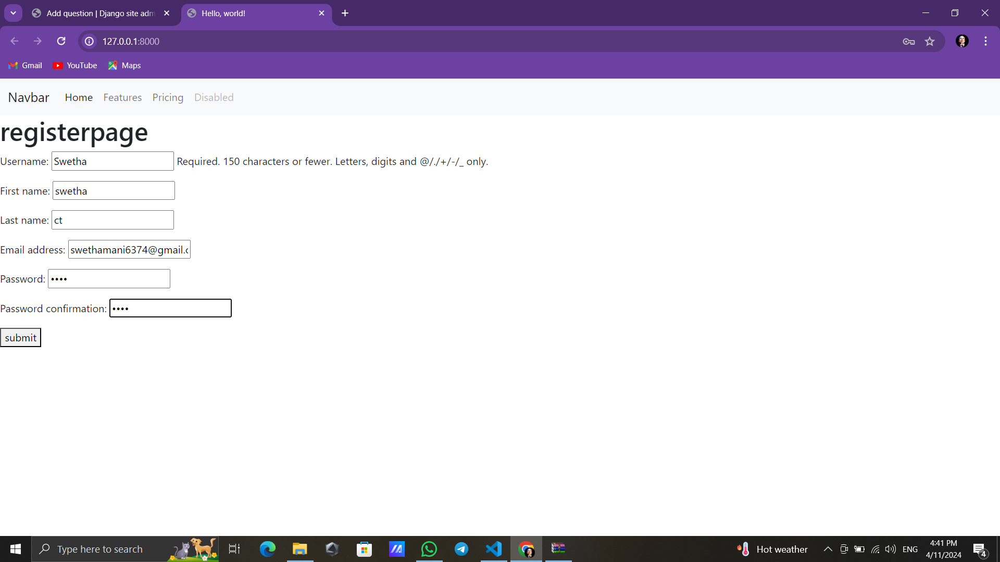 Add question | Django site adm
Hello, world!
127.0.0.1:8000
Gmail YouTube Maps
Navbar Home Features Pricing Disabled
registerpage
Username: Swetha Required. 150 characters or fewer. Letters, digits and @/./+/-/_ only.
First name: swetha
Last name: ct
Email address: swethamani6374@gmail.c
Password: ••••
Password confirmation: ••••
submit
Type here to search
Hot weather
ENG
4:41 PM
4/11/2024
4